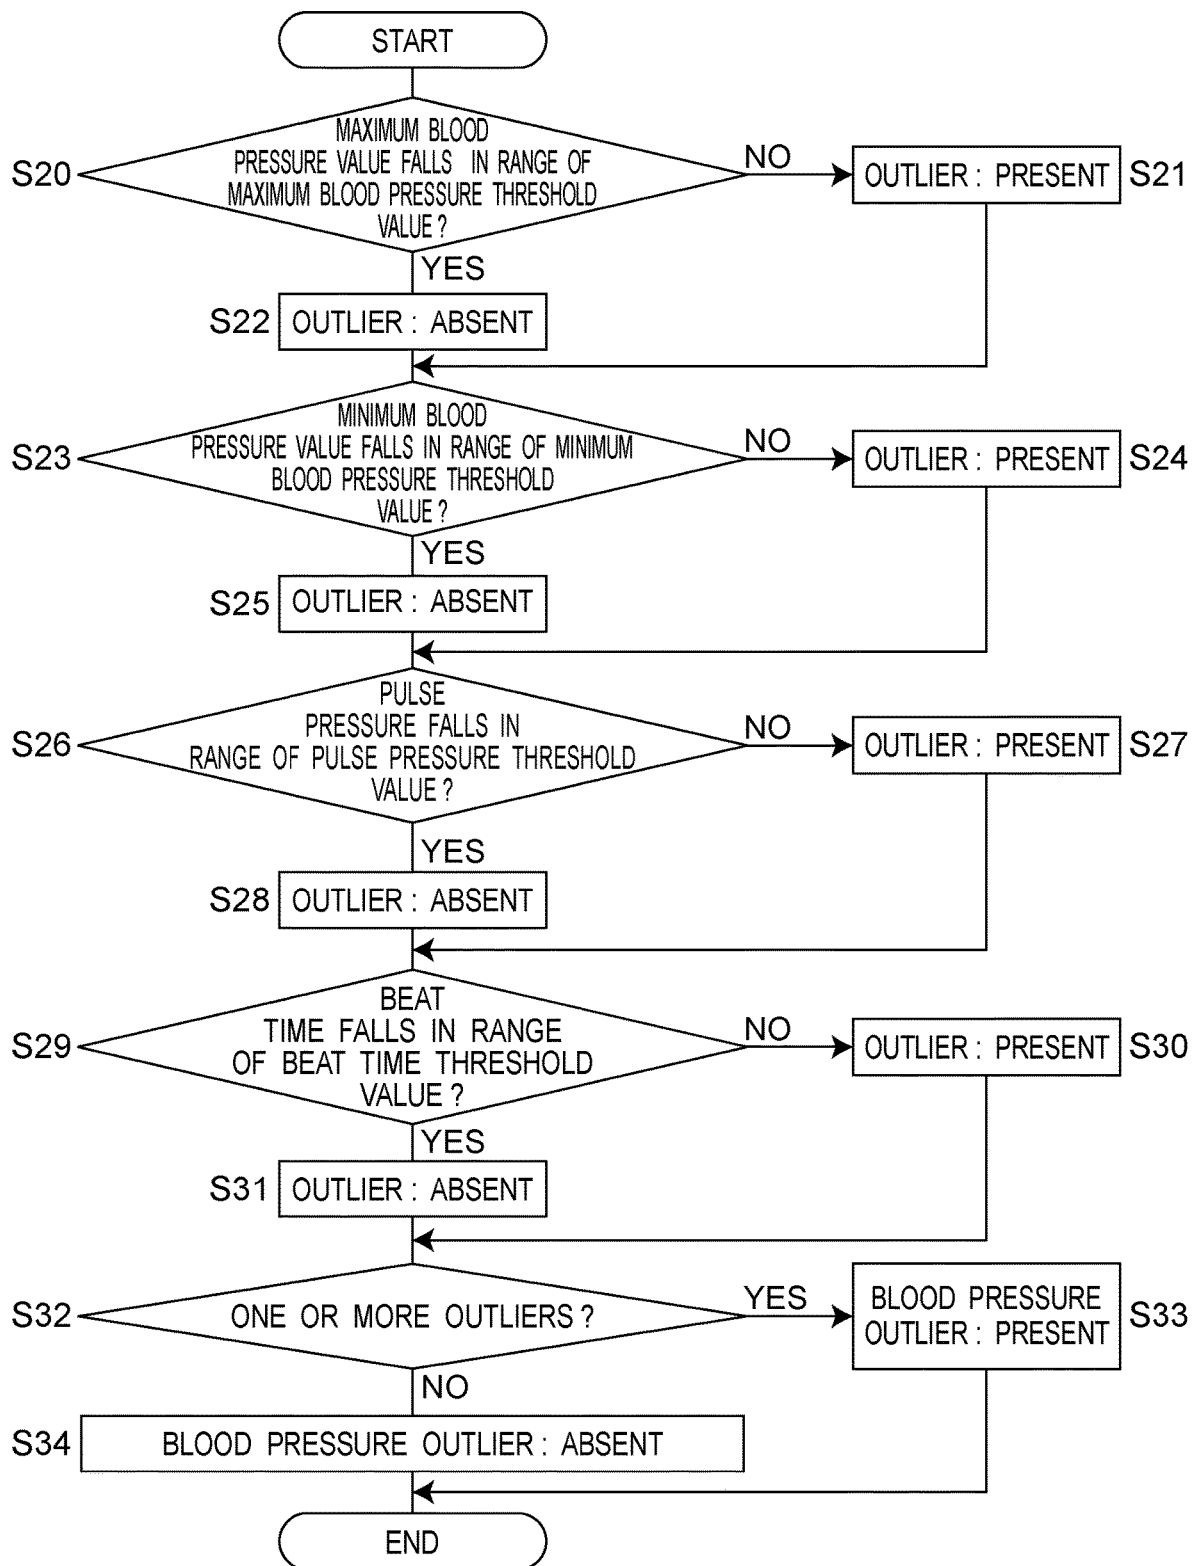 START
S20
MAXIMUM BLOOD
PRESSURE VALUE FALLS IN RANGE OF
MAXIMUM BLOOD PRESSURE THRESHOLD
VALUE?
NO
OUTLIER : PRESENT
S21
YES
S22
OUTLIER : ABSENT
S23
MINIMUM BLOOD
PRESSURE VALUE FALLS IN RANGE OF MINIMUM
BLOOD PRESSURE THRESHOLD
VALUE?
NO
OUTLIER : PRESENT
S24
YES
S25
OUTLIER : ABSENT
S26
PULSE
PRESSURE FALLS IN
RANGE OF PULSE PRESSURE THRESHOLD
VALUE?
NO
OUTLIER : PRESENT
S27
YES
S28
OUTLIER : ABSENT
S29
BEAT
TIME FALLS IN RANGE
OF BEAT TIME THRESHOLD
VALUE?
NO
OUTLIER : PRESENT
S30
YES
S31
OUTLIER : ABSENT
S32
ONE OR MORE OUTLIERS?
YES
BLOOD PRESSURE
OUTLIER : PRESENT
S33
NO
S34
BLOOD PRESSURE OUTLIER : ABSENT
END